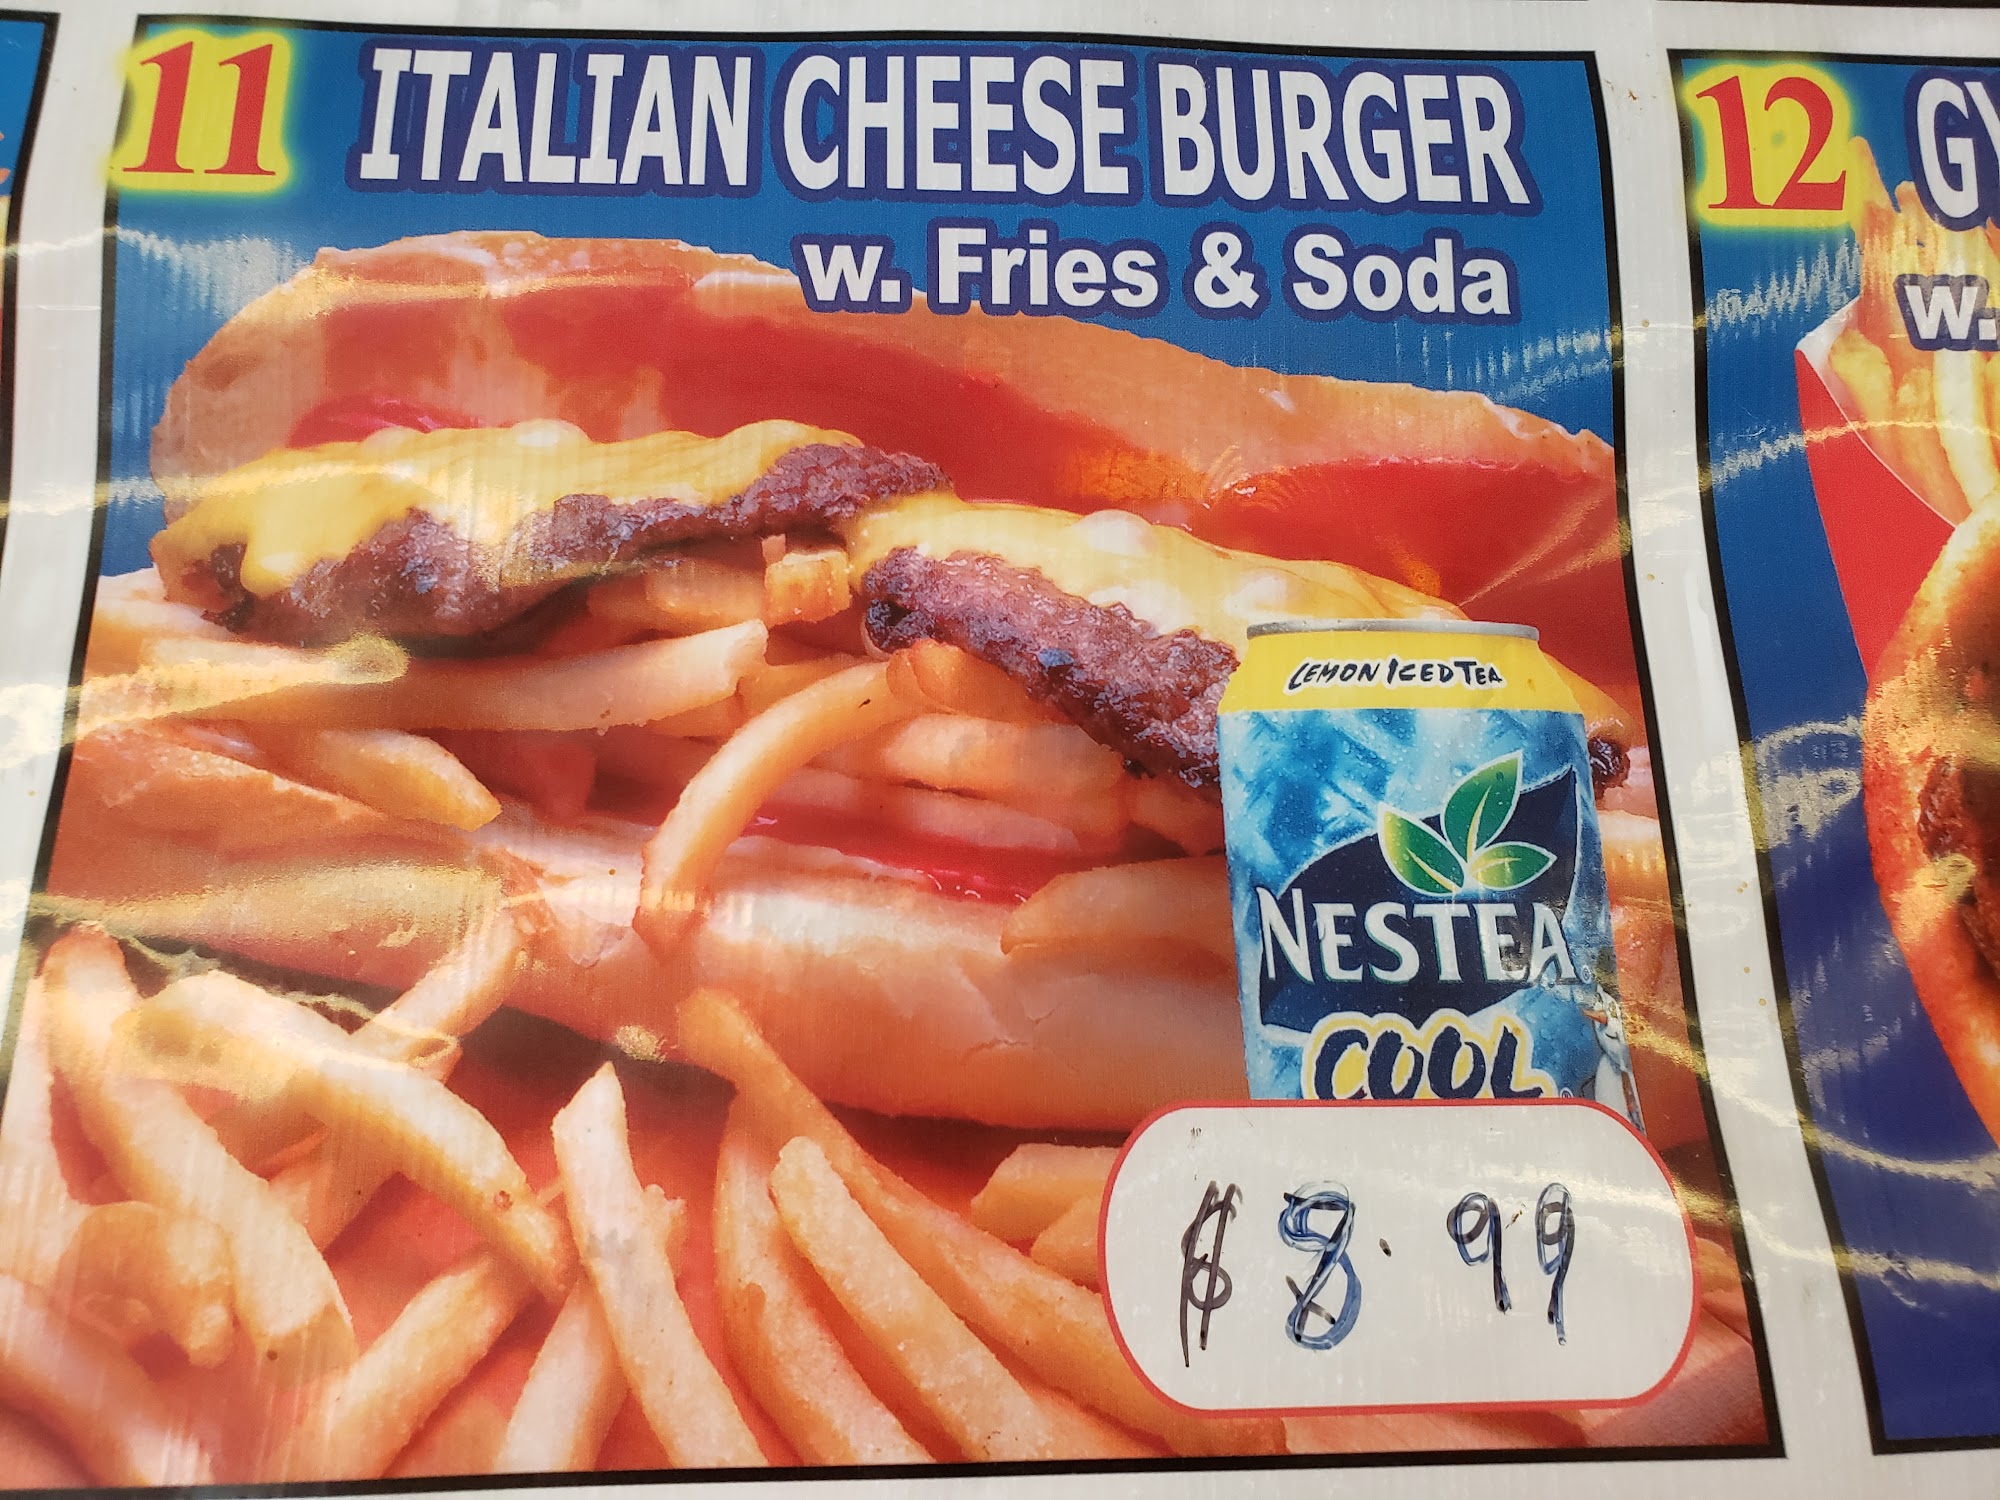 11
ITALIAN CHEESE BURGER
w. Fries & Soda
LEMON ICED TEA
NESTEA
COOL
$8.99
12
w.